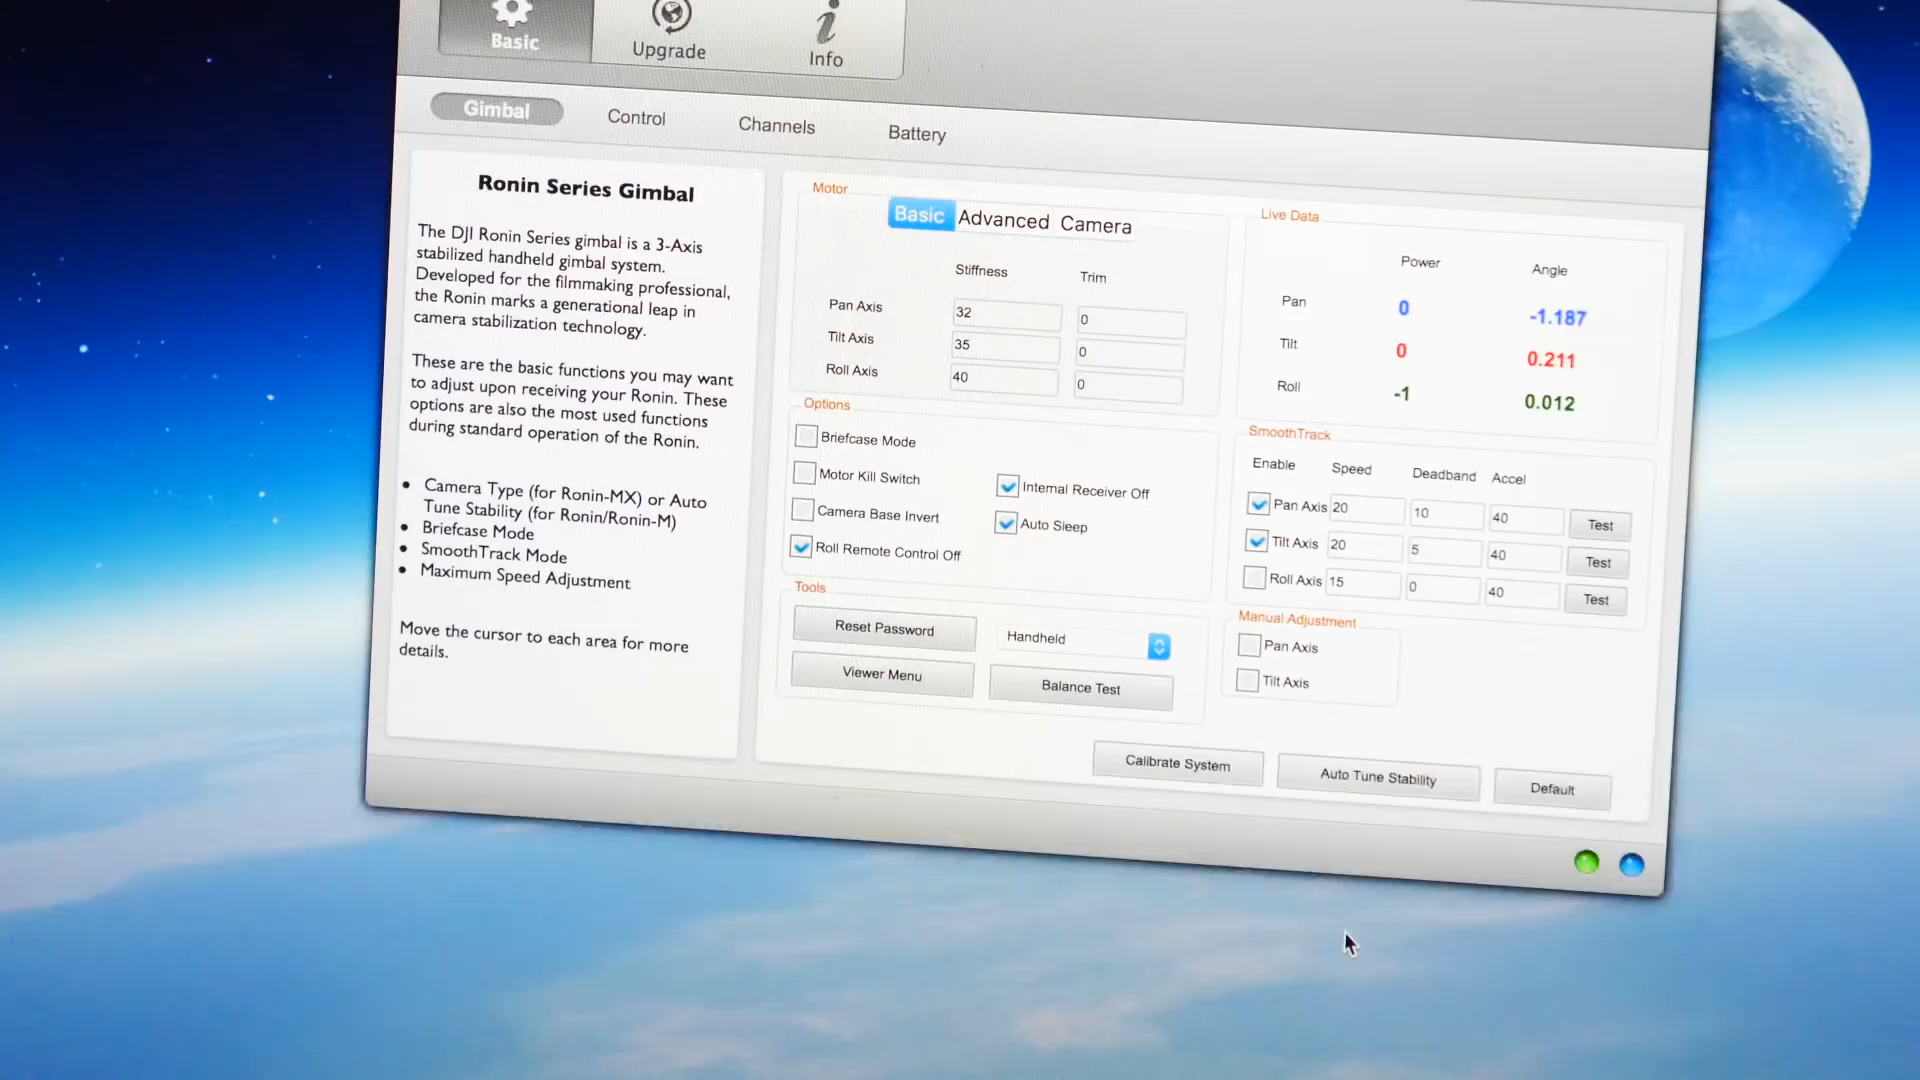 Basic
Upgrade
Info
Gimbal
Control
Channels
Battery
Ronin Series Gimbal
The DJI Ronin Series gimbal is a 3-Axis
stabilized handheld gimbal system.
Developed for the filmmaking professional,
the Ronin marks a generational leap in
camera stabilization technology.
These are the basic functions you may want
to adjust upon receiving your Ronin. These
options are also the most used functions
during standard operation of the Ronin.
• Camera Type (for Ronin-MX) or Auto
Tune Stability (for Ronin/Ronin-M)
• Briefcase Mode
• SmoothTrack Mode
• Maximum Speed Adjustment
Move the cursor to each area for more
details.
Motor
Basic Advanced Camera
Stiffness Trim
Pan Axis 32 0
Tilt Axis 35 0
Roll Axis 40 0
Options
Briefcase Mode
Motor Kill Switch
Camera Base Invert
Roll Remote Control Off
Internal Receiver Off
Auto Sleep
Tools
Reset Password
Handheld
Viewer Menu
Balance Test
Live Data
Power Angle
Pan 0 -1.187
Tilt 0 0.211
Roll -1 0.012
SmoothTrack
Enable Speed Deadband Accel
Pan Axis 20 10 40 Test
Tilt Axis 20 5 40 Test
Roll Axis 15 0 40 Test
Manual Adjustment
Pan Axis
Tilt Axis
Calibrate System
Auto Tune Stability
Default